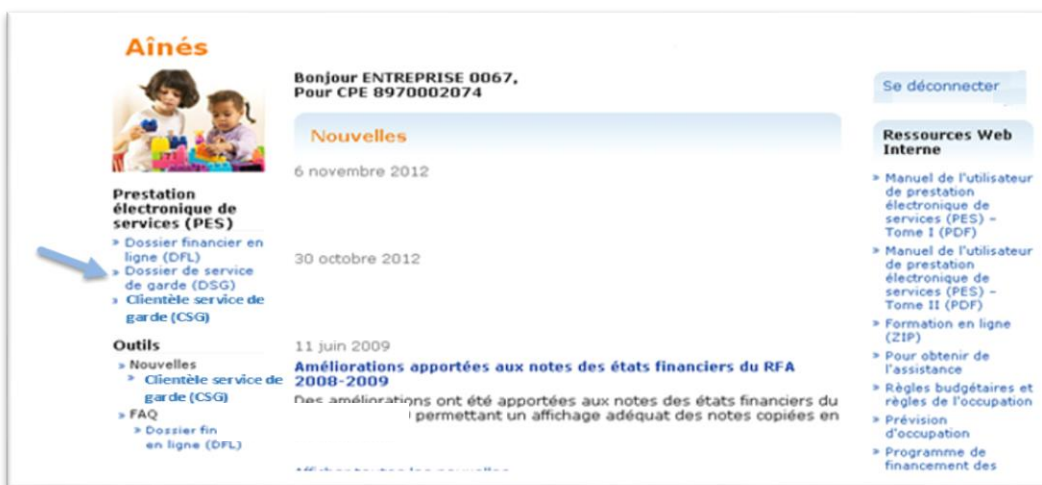 Aînés
Prestation
électronique de
services (PES)
» Dossier financier en
ligne (DFL)
» Dossier de service
de garde (DSG)
» Clientèle service de
garde (CSG)
Outils
» Nouvelles
» Clientèle service de
garde (CSG)
» FAQ
» Dossier fin
en ligne (DFL)
Bonjour ENTREPRISE 0067,
Pour CPE 8970002074
Nouvelles
6 novembre 2012
30 octobre 2012
11 juin 2009
Améliorations apportées aux notes des états financiers du RFA
2008-2009
Des améliorations ont été apportées aux notes des états financiers du
permettant un affichage adéquat des notes copiées en
Afficher toutes les nouvelles
Se déconnecter
Ressources Web
Interne
» Manuel de l'utilisateur
de prestation
électronique de
services (PES) –
Tome I (PDF)
» Manuel de l'utilisateur
de prestation
électronique de
services (PES) –
Tome II (PDF)
» Formation en ligne
(ZIP)
» Pour obtenir de
l'assistance
» Règles budgétaires et
règles de l'occupation
» Prévision
d'occupation
» Programme de
financement des